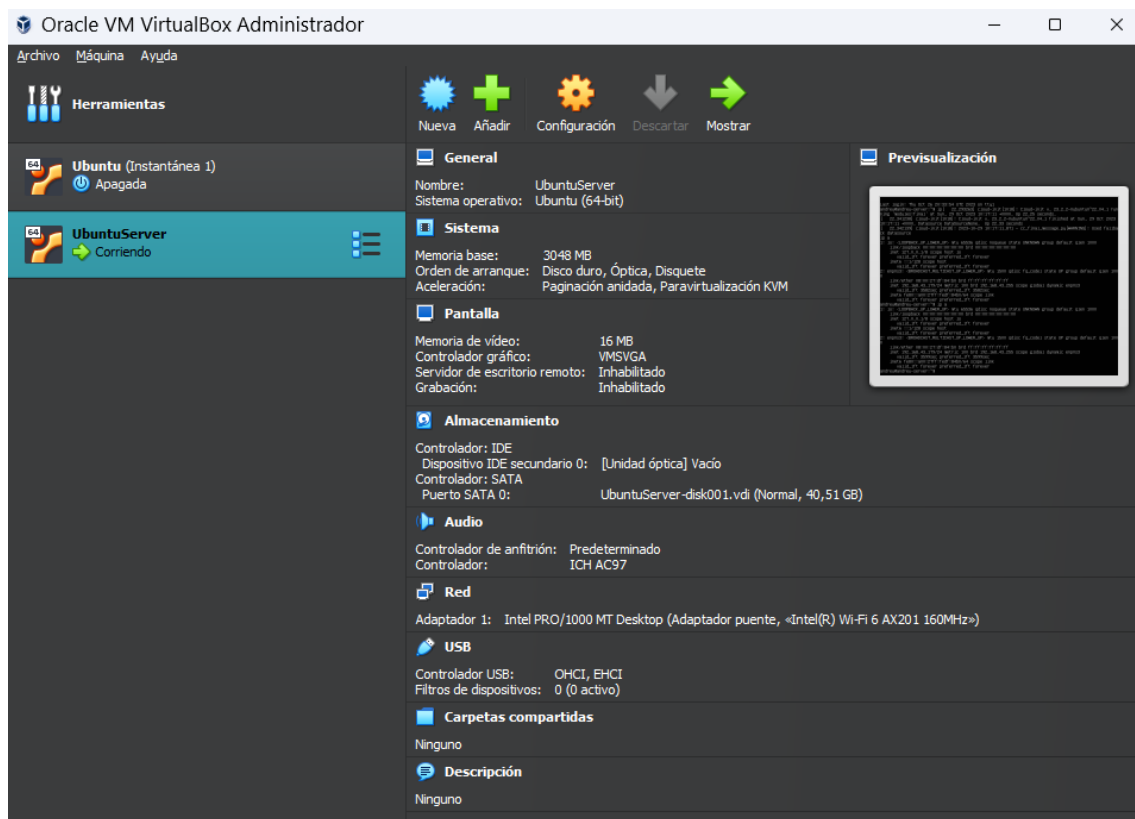 Oracle VM VirtualBox Administrador
Archivo Máquina Ayuda
Herramientas
Nueva Añadir Configuración Descartar Mostrar
64 Ubuntu (Instantánea 1)
Apagada
64 UbuntuServer
Corriendo
General
Nombre: UbuntuServer
Sistema operativo: Ubuntu (64-bit)
Sistema
Memoria base: 3048 MB
Orden de arranque: Disco duro, Óptica, Disquete
Aceleración: Paginación anidada, Paravirtualización KVM
Pantalla
Memoria de vídeo: 16 MB
Controlador gráfico: VMSVGA
Servidor de escritorio remoto: Inhabilitado
Grabación: Inhabilitado
Previsualización
Almacenamiento
Controlador: IDE
Dispositivo IDE secundario 0: [Unidad óptica] Vacío
Controlador: SATA
Puerto SATA 0: UbuntuServer-disk001.vdi (Normal, 40,51 GB)
Audio
Controlador de anfitrión: Predeterminado
Controlador: ICH AC97
Red
Adaptador 1: Intel PRO/1000 MT Desktop (Adaptador puente, «Intel(R) Wi-Fi 6 AX201 160MHz»)
USB
Controlador USB: OHCI, EHCI
Filtros de dispositivos: 0 (0 activo)
Carpetas compartidas
Ninguno
Descripción
Ninguno